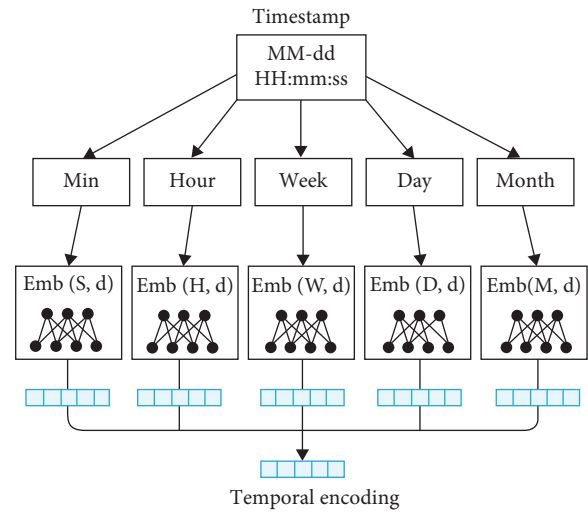 Timestamp
MM-dd
HH:mm:ss
Min
Hour
Week
Day
Month
Emb (S, d)
Emb (H, d)
Emb (W, d)
Emb (D, d)
Emb(M, d)
Temporal encoding